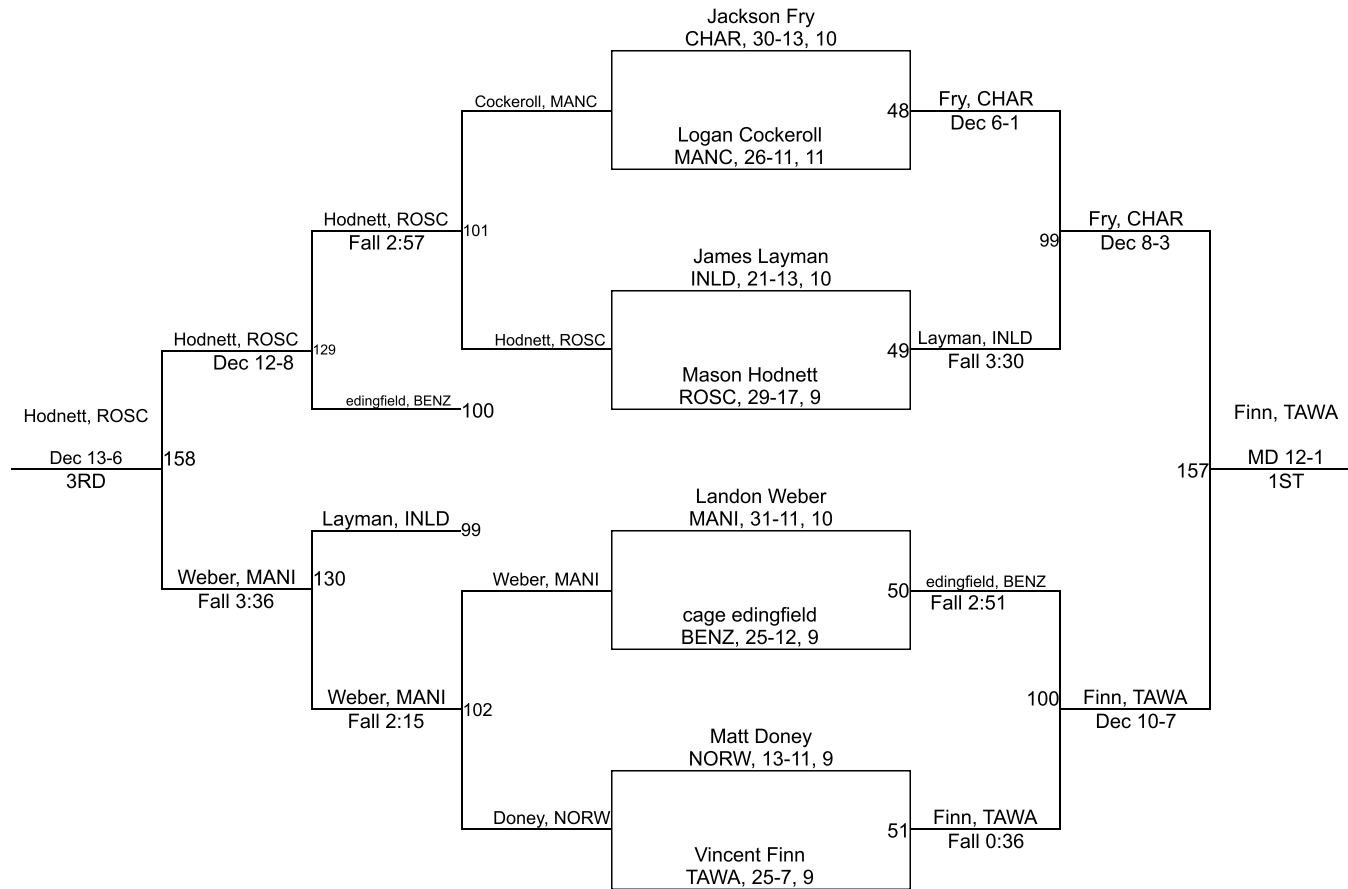 Jackson Fry
CHAR, 30-13, 10
Cockeroll, MANC
48
Fry, CHAR
Dec 6-1
Logan Cockeroll
MANC, 26-11, 11
Hodnett, ROSC
Fall 2:57
101
99
Fry, CHAR
Dec 8-3
James Layman
INLD, 21-13, 10
Hodnett, ROSC
Dec 12-8
129
Hodnett, ROSC
49
Layman, INLD
Fall 3:30
Mason Hodnett
ROSC, 29-17, 9
edingfield, BENZ
100
Hodnett, ROSC
Dec 13-6
3RD
158
Finn, TAWA
MD 12-1
1ST
157
Landon Weber
MANI, 31-11, 10
Layman, INLD
99
Weber, MANI
Fall 3:36
130
Weber, MANI
50
edingfield, BENZ
Fall 2:51
cage edingfield
BENZ, 25-12, 9
Weber, MANI
Fall 2:15
102
100
Finn, TAWA
Dec 10-7
Matt Doney
NORW, 13-11, 9
Doney, NORW
51
Finn, TAWA
Fall 0:36
Vincent Finn
TAWA, 25-7, 9